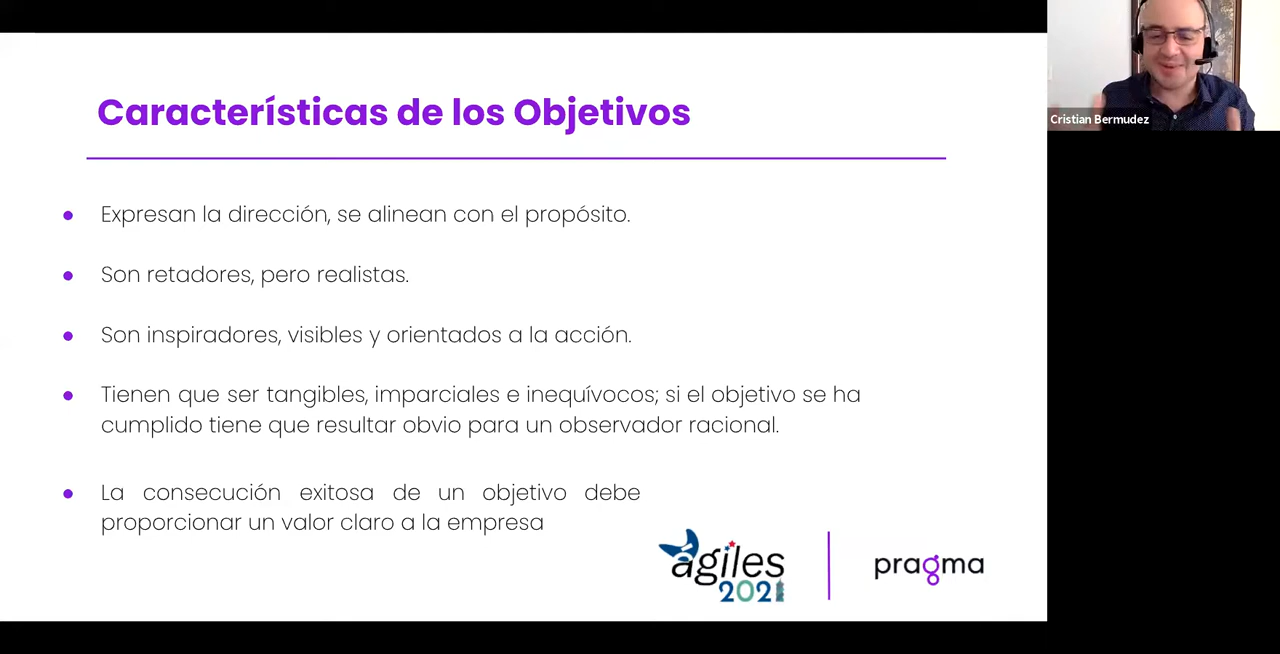 Características de los Objetivos
Cristian Bermudez
● Expresan la dirección, se alinean con el propósito.
● Son retadores, pero realistas.
● Son inspiradores, visibles y orientados a la acción.
● Tienen que ser tangibles, imparciales e inequívocos; si el objetivo se ha
cumplido tiene que resultar obvio para un observador racional.
● La consecución exitosa de un objetivo debe
proporcionar un valor claro a la empresa
agiles
2021
pragma